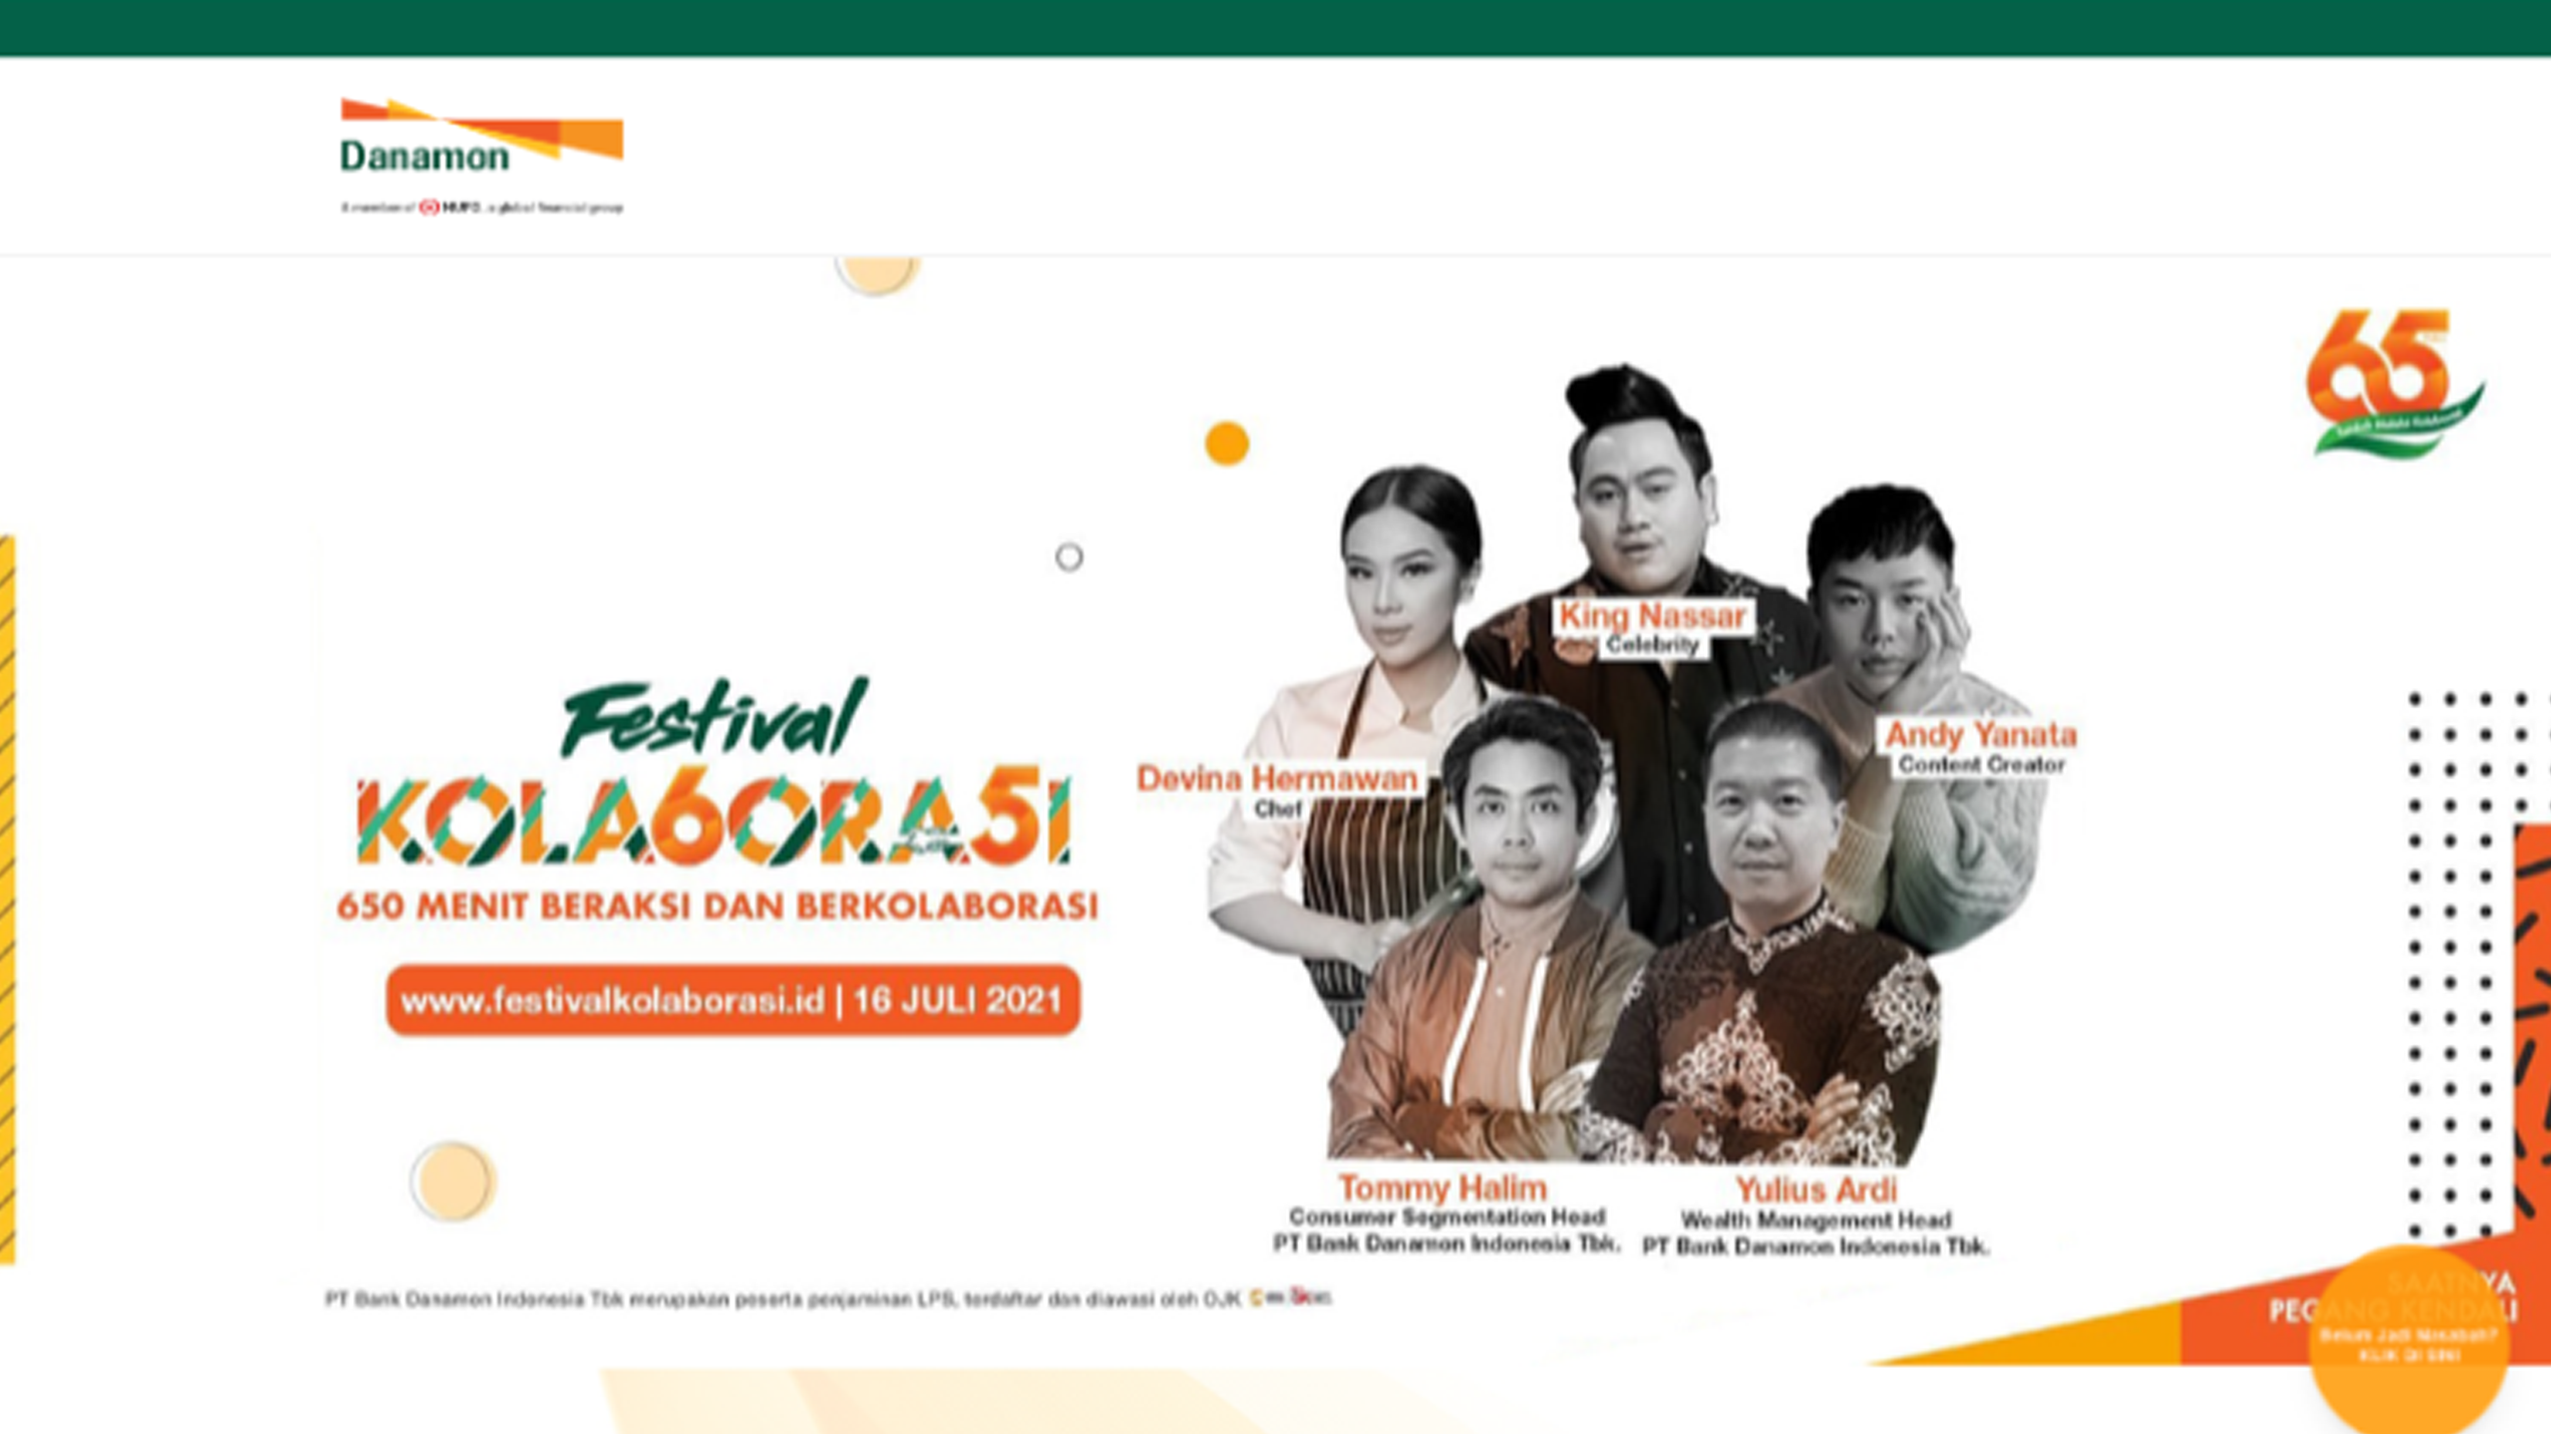 Danamon
A member of MUFG, a global financial group
65
Festival
KOLA6ORA5I
650 MENIT BERAKSI DAN BERKOLABORASI
www.festivalkolaborasi.id | 16 JULI 2021
King Nassar
Celebrity
Andy Yanata
Content Creator
Devina Hermawan
Chef
Tommy Halim
Consumer Segmentation Head
PT Bank Danamon Indonesia Tbk.
Yulius Ardi
Wealth Management Head
PT Bank Danamon Indonesia Tbk.
PT Bank Danamon Indonesia Tbk merupakan peserta penjaminan LPS, terdaftar dan diawasi oleh OJK
SAATNYA
PEGANG KENDALI
Belum Jadi Nasabah?
KLIK DI SINI